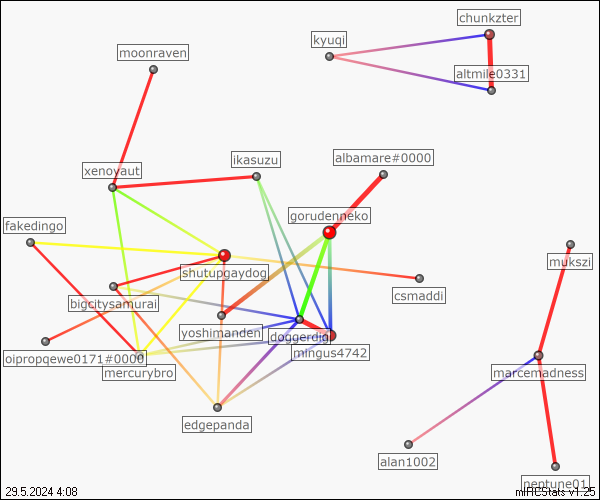 chunkzter
kyuqi
moonraven
altmile0331
albamare#0000
ikasuzu
xenoyaut
gorudenneko
fakedingo
mukszi
shutupgaydog
csmaddi
bigcitysamurai
yoshimanden
doggerdig
mingus4742
oipropqewe0171#0000
mercurybro
marcemadness
edgepanda
alan1002
neptune01
29.5.2024 4:08
mIRCStats v1.25